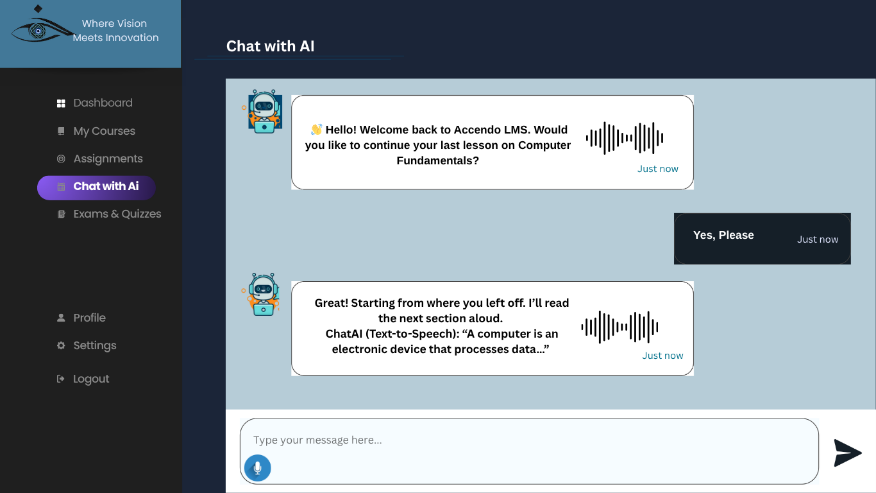 Where Vision
Meets Innovation
Chat with AI
Dashboard
My Courses
Assignments
Chat with Ai
Exams & Quizzes
Profile
Settings
Logout
👋 Hello! Welcome back to Accendo LMS. Would
you like to continue your last lesson on Computer
Fundamentals?
Just now
Yes, Please
Just now
Great! Starting from where you left off. I’ll read
the next section aloud.
ChatAI (Text-to-Speech): “A computer is an
electronic device that processes data...”
Just now
Type your message here...